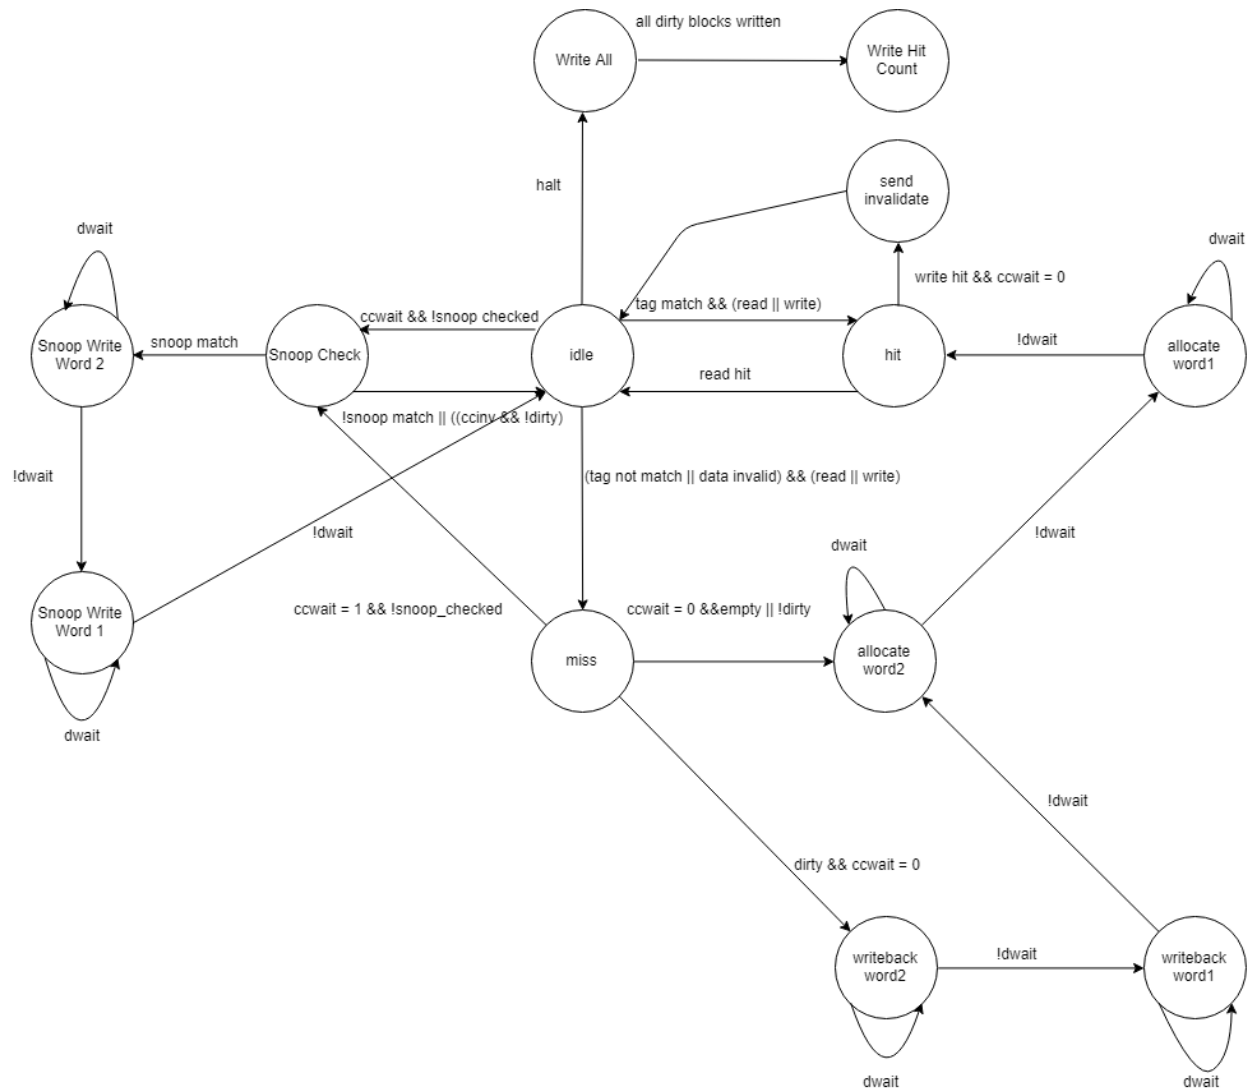 all dirty blocks written
Write All
Write Hit
Count
halt
send
invalidate
dwait
dwait
write hit && ccwait = 0
tag match && (read || write)
ccwait && !snoop checked
Snoop Write
Word 2
snoop match
Snoop Check
idle
hit
!dwait
allocate
word1
read hit
!snoop match || ((ccinv && !dirty)
!dwait
(tag not match || data invalid) && (read || write)
!dwait
!dwait
dwait
Snoop Write
Word 1
ccwait = 1 && !snoop_checked
ccwait = 0 &&empty || !dirty
miss
allocate
word2
dwait
!dwait
dirty && ccwait = 0
writeback
word2
!dwait
writeback
word1
dwait
dwait